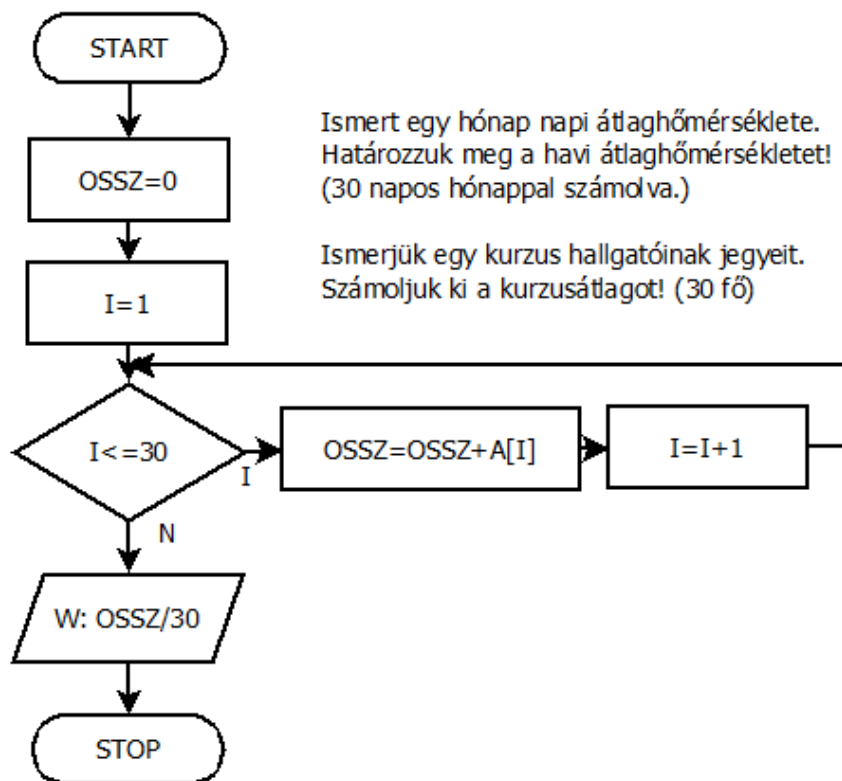 START
OSSZ=0
I=1
Ismert egy hónap napi átlaghőmérséklete.
Határozzuk meg a havi átlaghőmérsékletet!
(30 napos hónappal számolva.)
Ismerjük egy kurzus hallgatóinak jegyeit.
Számoljuk ki a kurzusátlagot! (30 fő)
I<=30
I
OSSZ=OSSZ+A[I]
I=I+1
N
W: OSSZ/30
STOP